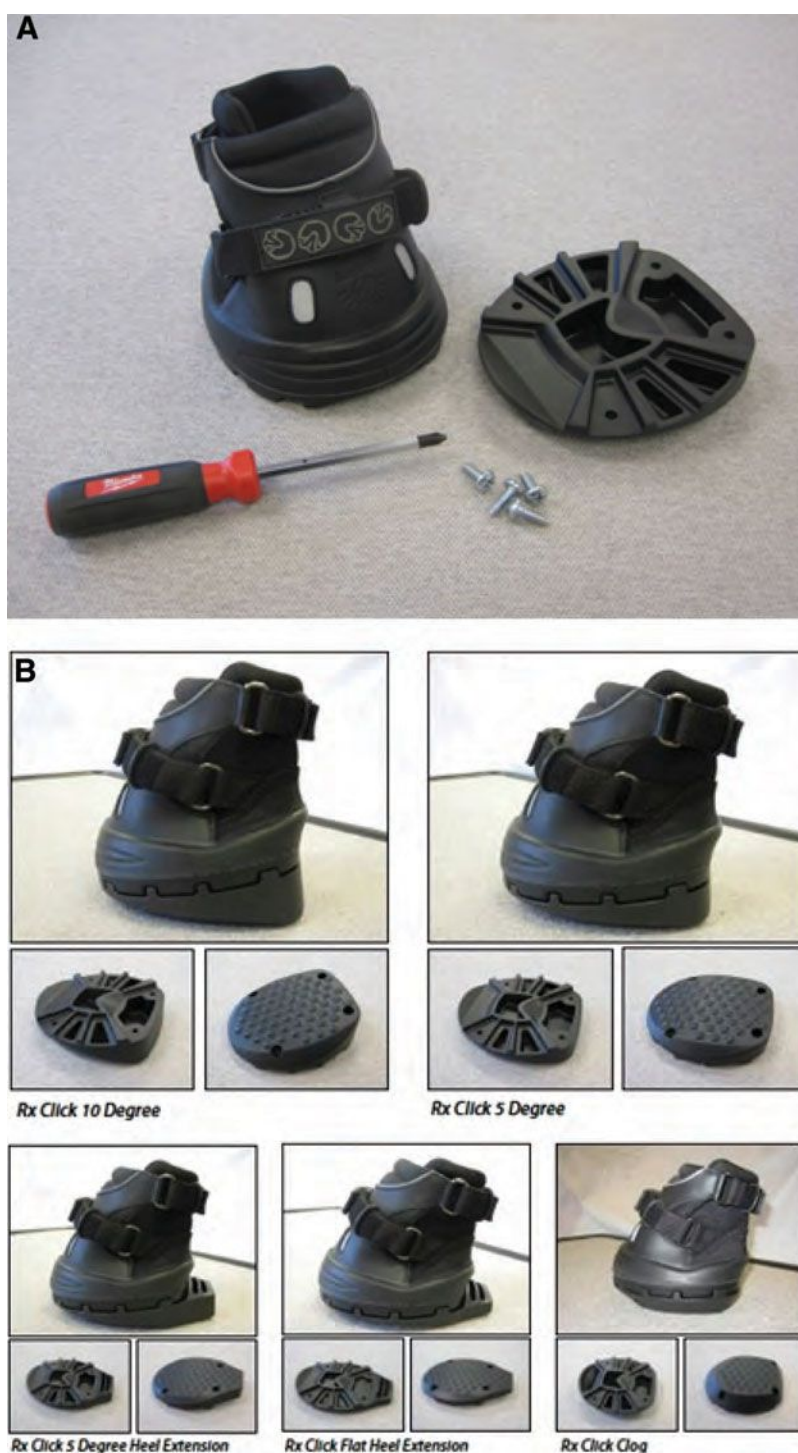 A
B
Rx Click 10 Degree
Rx Click 5 Degree
Rx Click 5 Degree Heel Extension
Rx Click Flat Heel Extension
Rx Click Clog